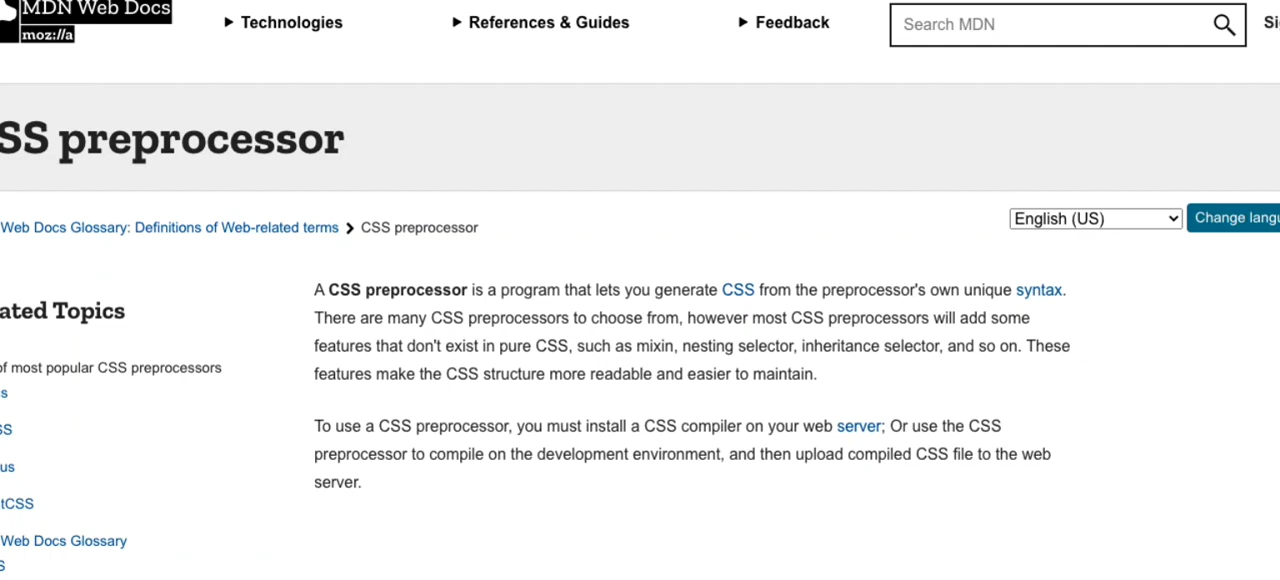 MDN Web Docs
moz://a
Technologies
References & Guides
Feedback
Search MDN
Si
SS preprocessor
Web Docs Glossary: Definitions of Web-related terms
CSS preprocessor
English (US)
Change langu
ated Topics
A CSS preprocessor is a program that lets you generate CSS from the preprocessor's own unique syntax.
There are many CSS preprocessors to choose from, however most CSS preprocessors will add some
features that don't exist in pure CSS, such as mixin, nesting selector, inheritance selector, and so on. These
features make the CSS structure more readable and easier to maintain.
To use a CSS preprocessor, you must install a CSS compiler on your web server; Or use the CSS
preprocessor to compile on the development environment, and then upload compiled CSS file to the web
server.
of most popular CSS preprocessors
s
SS
us
tCSS
Web Docs Glossary
S